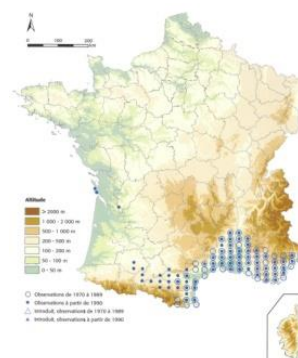 N
0 100 200
km
Altitude
> 2000 m
1 000 - 2 000 m
500 - 1 000 m
200 - 500 m
100 - 200 m
50 - 100 m
0 - 50 m
Observations de 1970 à 1989
Observations à partir de 1990
Introduit, observations de 1970 à 1989
Introduit, observations à partir de 1990